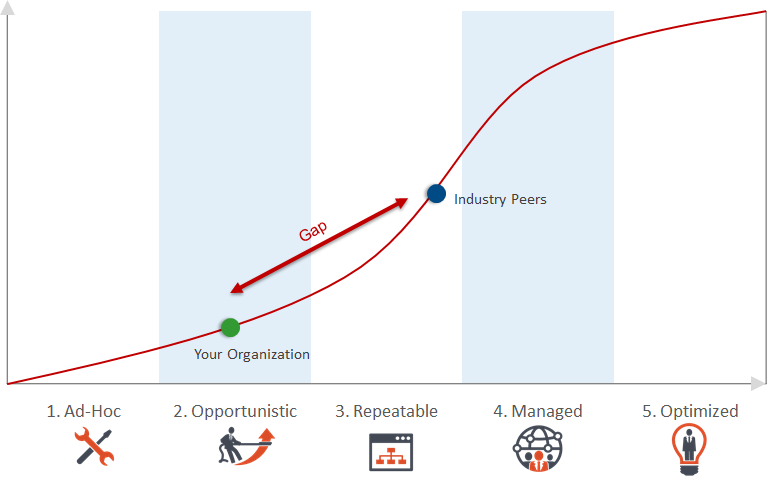 Gap
Industry Peers
Your Organization
1. Ad-Hoc
2. Opportunistic
3. Repeatable
4. Managed
5. Optimized